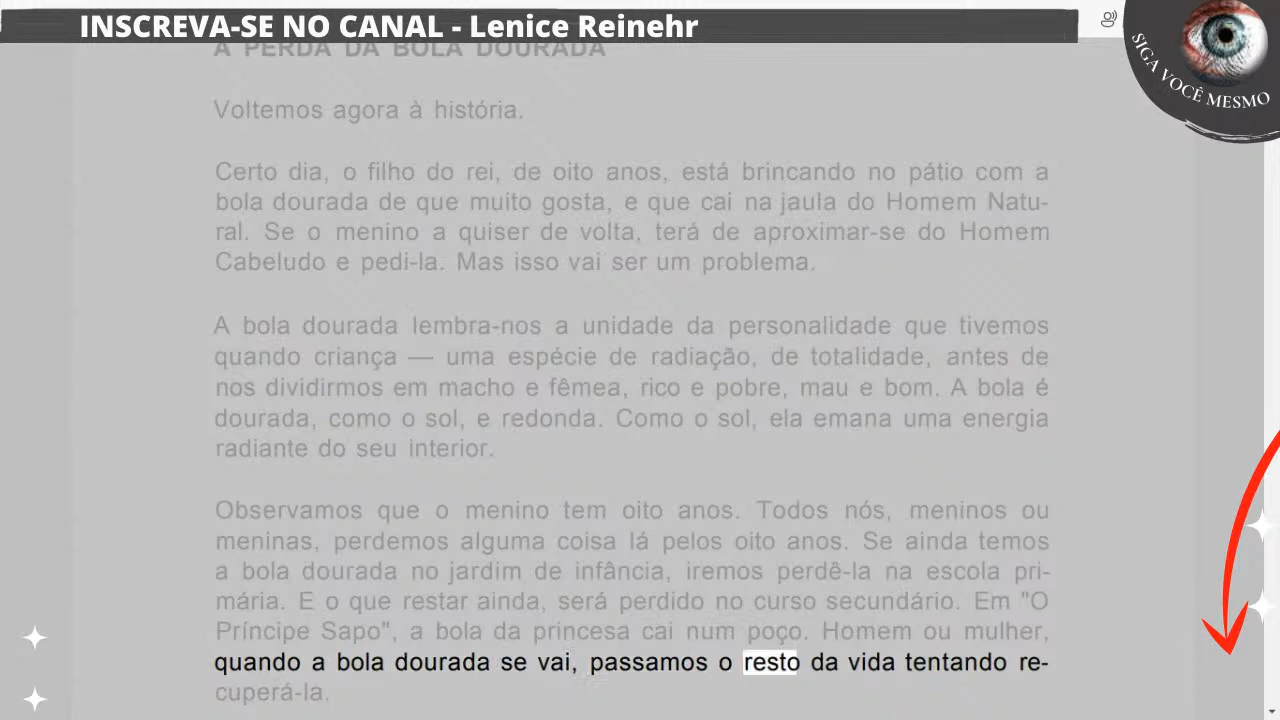 INSCREVA-SE NO CANAL - Lenice Reinehr
SIGA VOCÊ MESMO
A PERDA DA BOLA DOURADA
Voltemos agora à história.
Certo dia, o filho do rei, de oito anos, está brincando no pátio com a
bola dourada de que muito gosta, e que cai na jaula do Homem Natu-
ral. Se o menino a quiser de volta, terá de aproximar-se do Homem
Cabeludo e pedi-la. Mas isso vai ser um problema.
A bola dourada lembra-nos a unidade da personalidade que tivemos
quando criança — uma espécie de radiação, de totalidade, antes de
nos dividirmos em macho e fêmea, rico e pobre, mau e bom. A bola é
dourada, como o sol, e redonda. Como o sol, ela emana uma energia
radiante do seu interior.
Observamos que o menino tem oito anos. Todos nós, meninos ou
meninas, perdemos alguma coisa lá pelos oito anos. Se ainda temos
a bola dourada no jardim de infância, iremos perdê-la na escola pri-
mária. E o que restar ainda, será perdido no curso secundário. Em "O
Príncipe Sapo", a bola da princesa cai num poço. Homem ou mulher,
quando a bola dourada se vai, passamos o resto da vida tentando re-
cuperá-la.